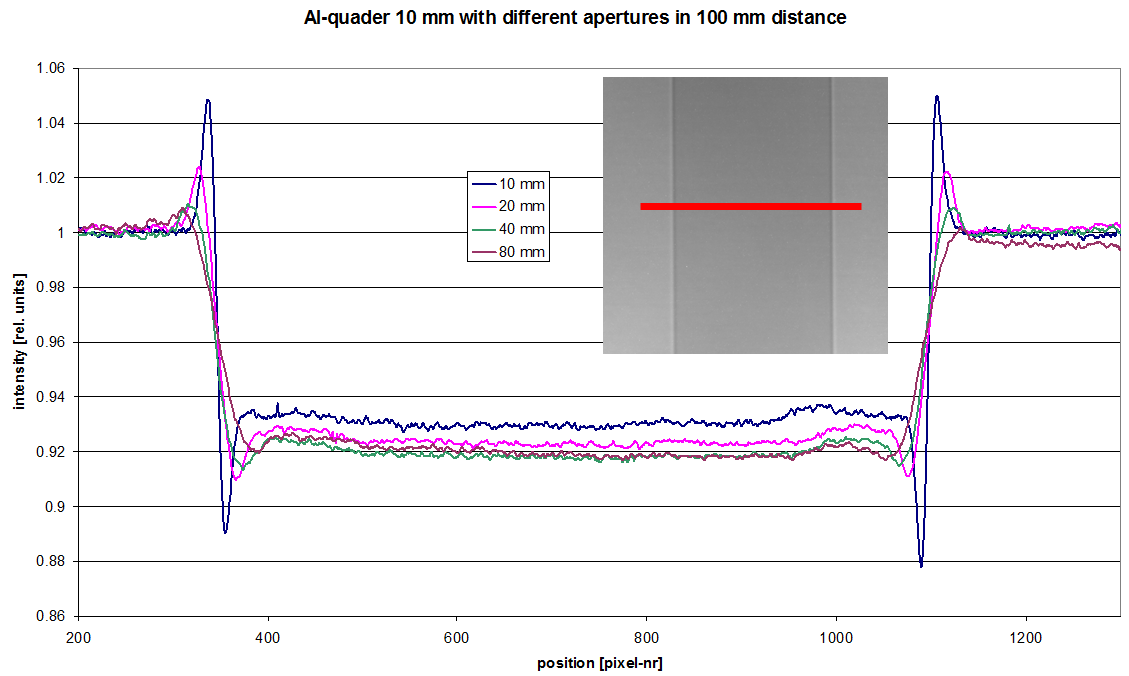 Al-quader 10 mm with different apertures in 100 mm distance
1.06
1.04
1.02
1
0.98
0.96
0.94
0.92
0.9
0.88
0.86
intensity [rel. units]
10 mm
20 mm
40 mm
80 mm
200
400
600
800
1000
1200
position [pixel-nr]